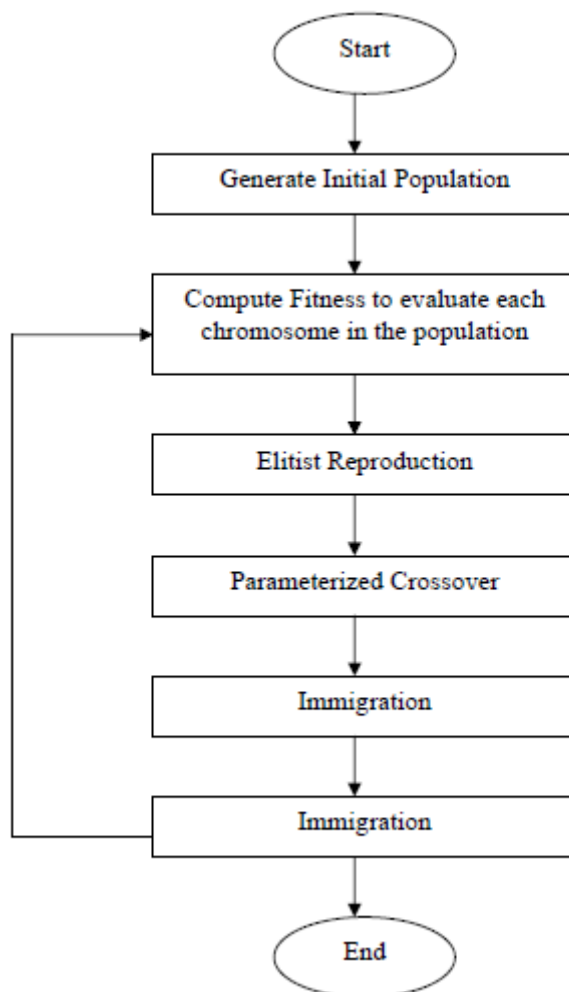 Start
Generate Initial Population
Compute Fitness to evaluate each
chromosome in the population
Elitist Reproduction
Parameterized Crossover
Immigration
Immigration
End